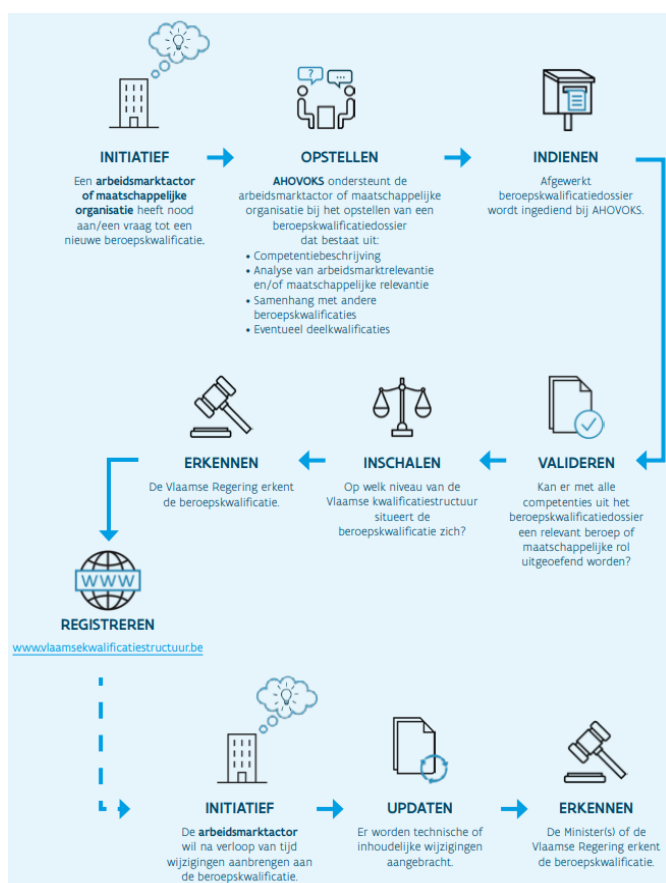 INITIATIEF
Een arbeidsmarktactor
of maatschappelijke
organisatie heeft nood
aan/een vraag tot een
nieuwe beroepskwalificatie.
OPSTELLEN
AHOVOKS ondersteunt de
arbeidsmarktactor of maatschappelijke
organisatie bij het opstellen van een
beroepskwalificatiedossier
dat bestaat uit:
• Competentiebeschrijving
• Analyse van arbeidsmarktrelevantie
en/of maatschappelijke relevantie
• Samenhang met andere
beroepskwalificaties
• Eventueel deelkwalificaties
INDIENEN
Afgewerkt
beroepskwalificatiedossier
wordt ingediend bij AHOVOKS.
VALIDEREN
Kan er met alle
competenties uit het
beroepskwalificatiedossier
een relevant beroep of
maatschappelijke rol
uitgeoefend worden?
INSCHALEN
Op welk niveau van de
Vlaamse kwalificatiestructuur
situeert de
beroepskwalificatie zich?
ERKENNEN
De Vlaamse Regering erkent
de beroepskwalificatie.
WWW
REGISTREREN
www.vlaamsekwalificatiestructuur.be
INITIATIEF
De arbeidsmarktactor
wil na verloop van tijd
wijzigingen aanbrengen aan
de beroepskwalificatie.
UPDATEN
Er worden technische of
inhoudelijke wijzigingen
aangebracht.
ERKENNEN
De Minister(s) of de
Vlaamse Regering erkent
de beroepskwalificatie.